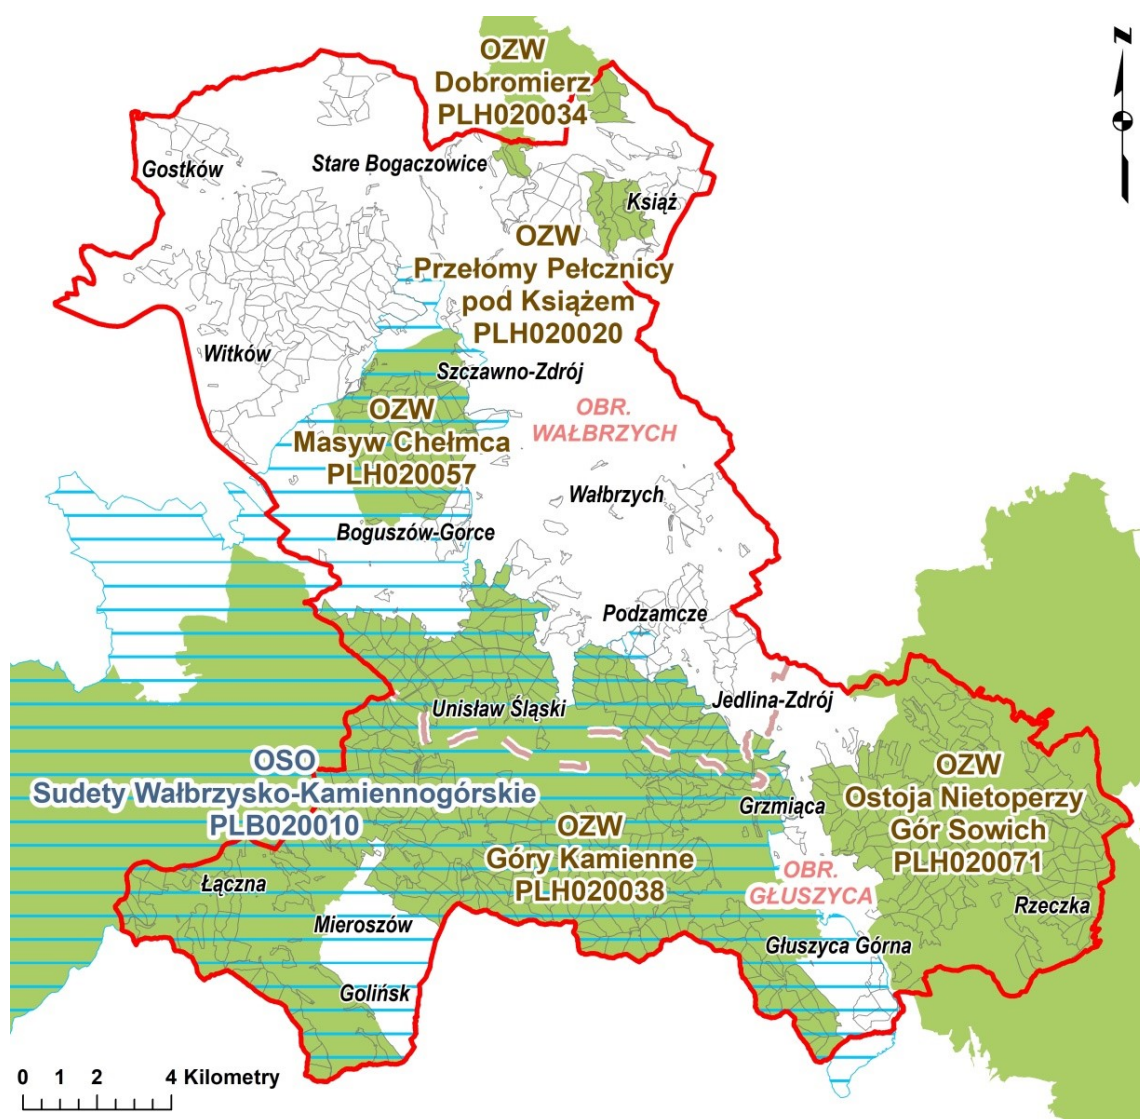 N
OZW
Dobromierz
PLH020034
Gostków
Stare Bogaczowice
Książ
OZW
Przełomy Pełcznicy
pod Książem
PLH020020
Witków
Szczawno-Zdrój
OZW
Masyw Chełmca
PLH020057
OBR.
WAŁBRZYCH
Wałbrzych
Boguszów-Gorce
Podzamcze
Unisław Śląski
Jedlina-Zdrój
OSO
Sudety Wałbrzysko-Kamiennogórskie
PLB020010
OZW
Ostoja Nietoperzy
Gór Sowich
PLH020071
Grzmiąca
OZW
Góry Kamienne
PLH020038
OBR.
GŁUSZYCA
Łączna
Rzeczka
Mieroszów
Głuszyca Górna
Golińsk
0 1 2 4 Kilometry